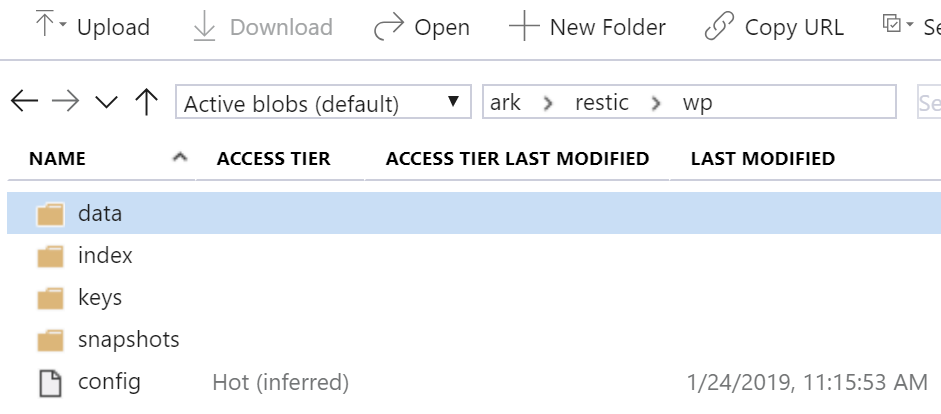 Upload Download Open New Folder Copy URL Se
Active blobs (default) ark restic wp Se
NAME ACCESS TIER ACCESS TIER LAST MODIFIED LAST MODIFIED
data
index
keys
snapshots
config Hot (inferred) 1/24/2019, 11:15:53 AM